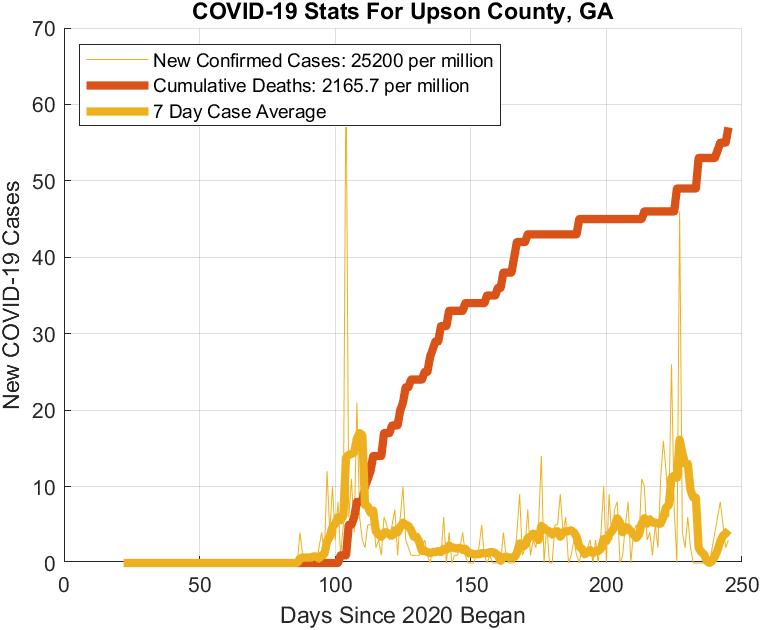 COVID-19 Stats For Upson County, GA
70
60
50
40
30
20
10
0
New COVID-19 Cases
New Confirmed Cases: 25200 per million
Cumulative Deaths: 2165.7 per million
7 Day Case Average
0
50
100
150
200
250
Days Since 2020 Began